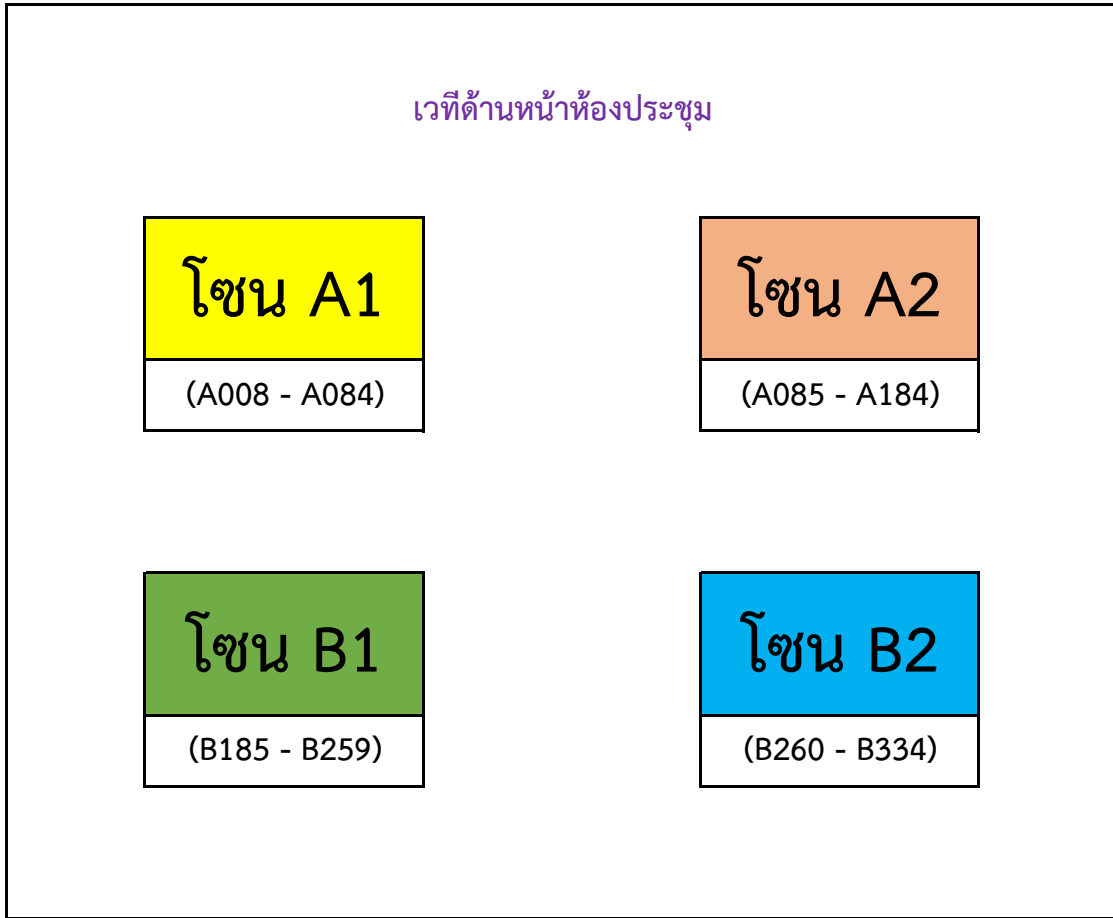 เวทีด้านหน้าห้องประชุม
โซน A1
(A008 - A084)
โซน A2
(A085 - A184)
โซน B1
(B185 - B259)
โซน B2
(B260 - B334)